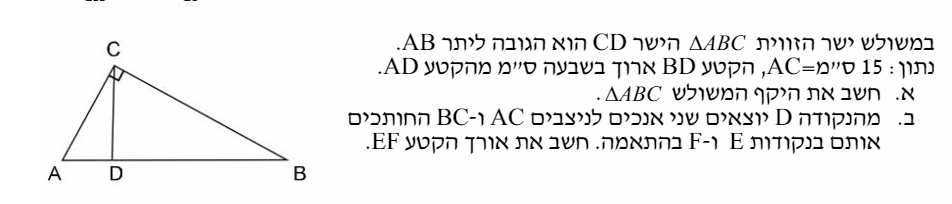 במשולש ישר הזווית ΔABC הישר CD הוא הגובה ליתר AB.
נתון: 15 ס״מ=AC, הקטע BD ארוך בשבעה ס״מ מהקטע AD.
א. חשב את היקף המשולש ΔABC.
ב. מהנקודה D יוצאים שני אנכים לניצבים AC ו-BC החותכים
אותם בנקודות E ו-F בהתאמה. חשב את אורך הקטע EF.
C
A D B